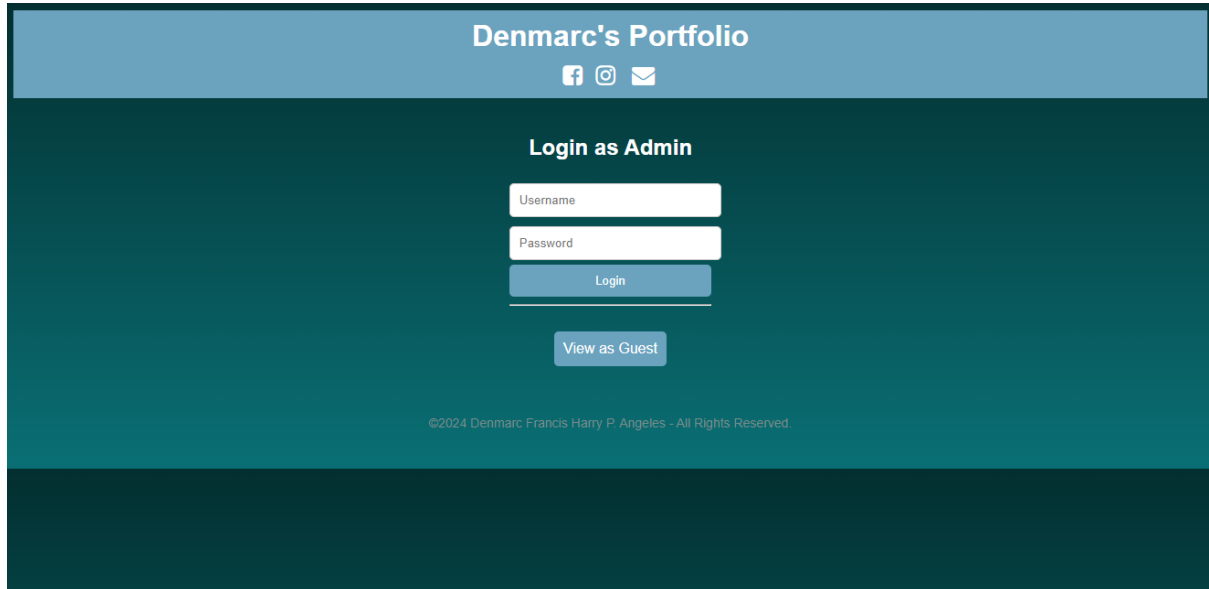 Denmarc's Portfolio
Login as Admin
Username
Password
Login
View as Guest
©2024 Denmarc Francis Harry P. Angeles - All Rights Reserved.